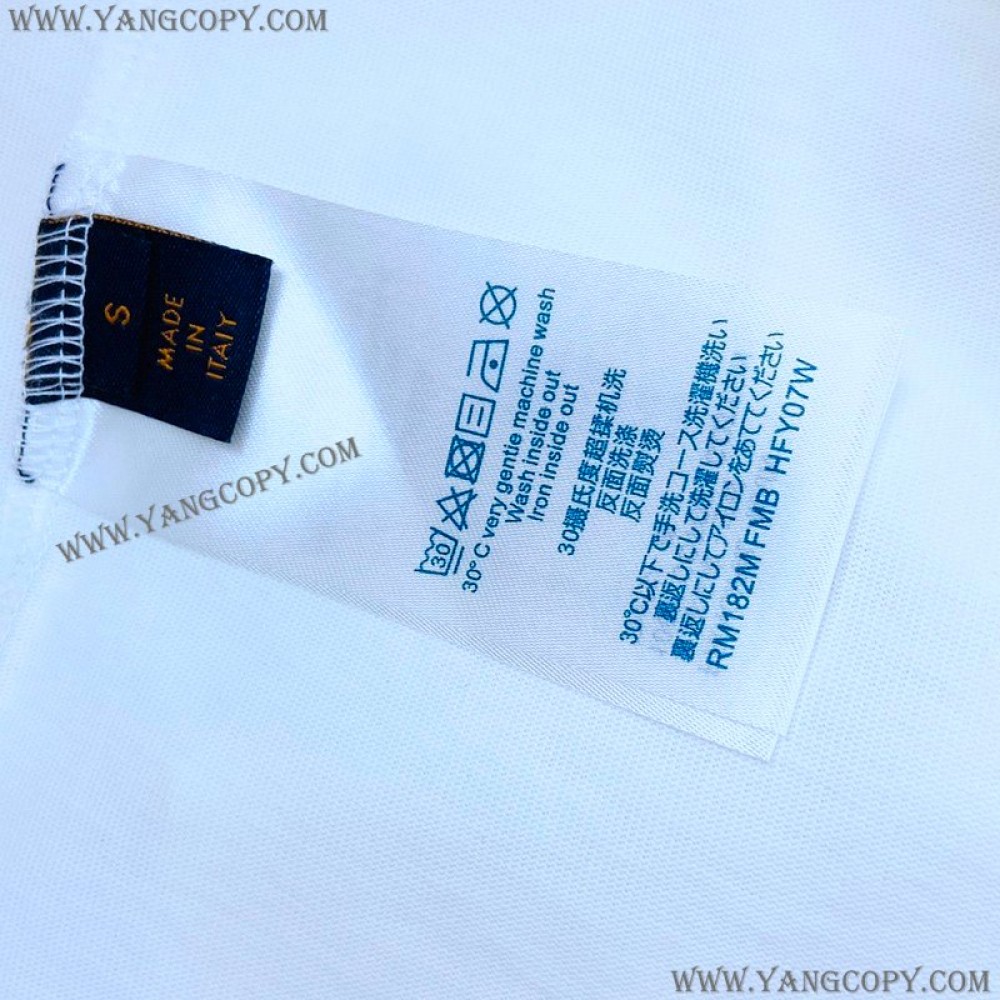 WWW.YANGCOPY.COM
S
MADE
IN
ITAIY
WWW.YANGCOPY.COM
30
30°C very gentie machine wash
Wash inside out
Iron inside out
30摄氏度超揉机洗
反面洗涤
反面熨烫
30℃以下で手洗コース洗濯機洗い
裏返しにして洗濯してください
裏返しにしてアイロンをあててください
RM182M FMB HFY07W
WWW.YANGCOPY.COM